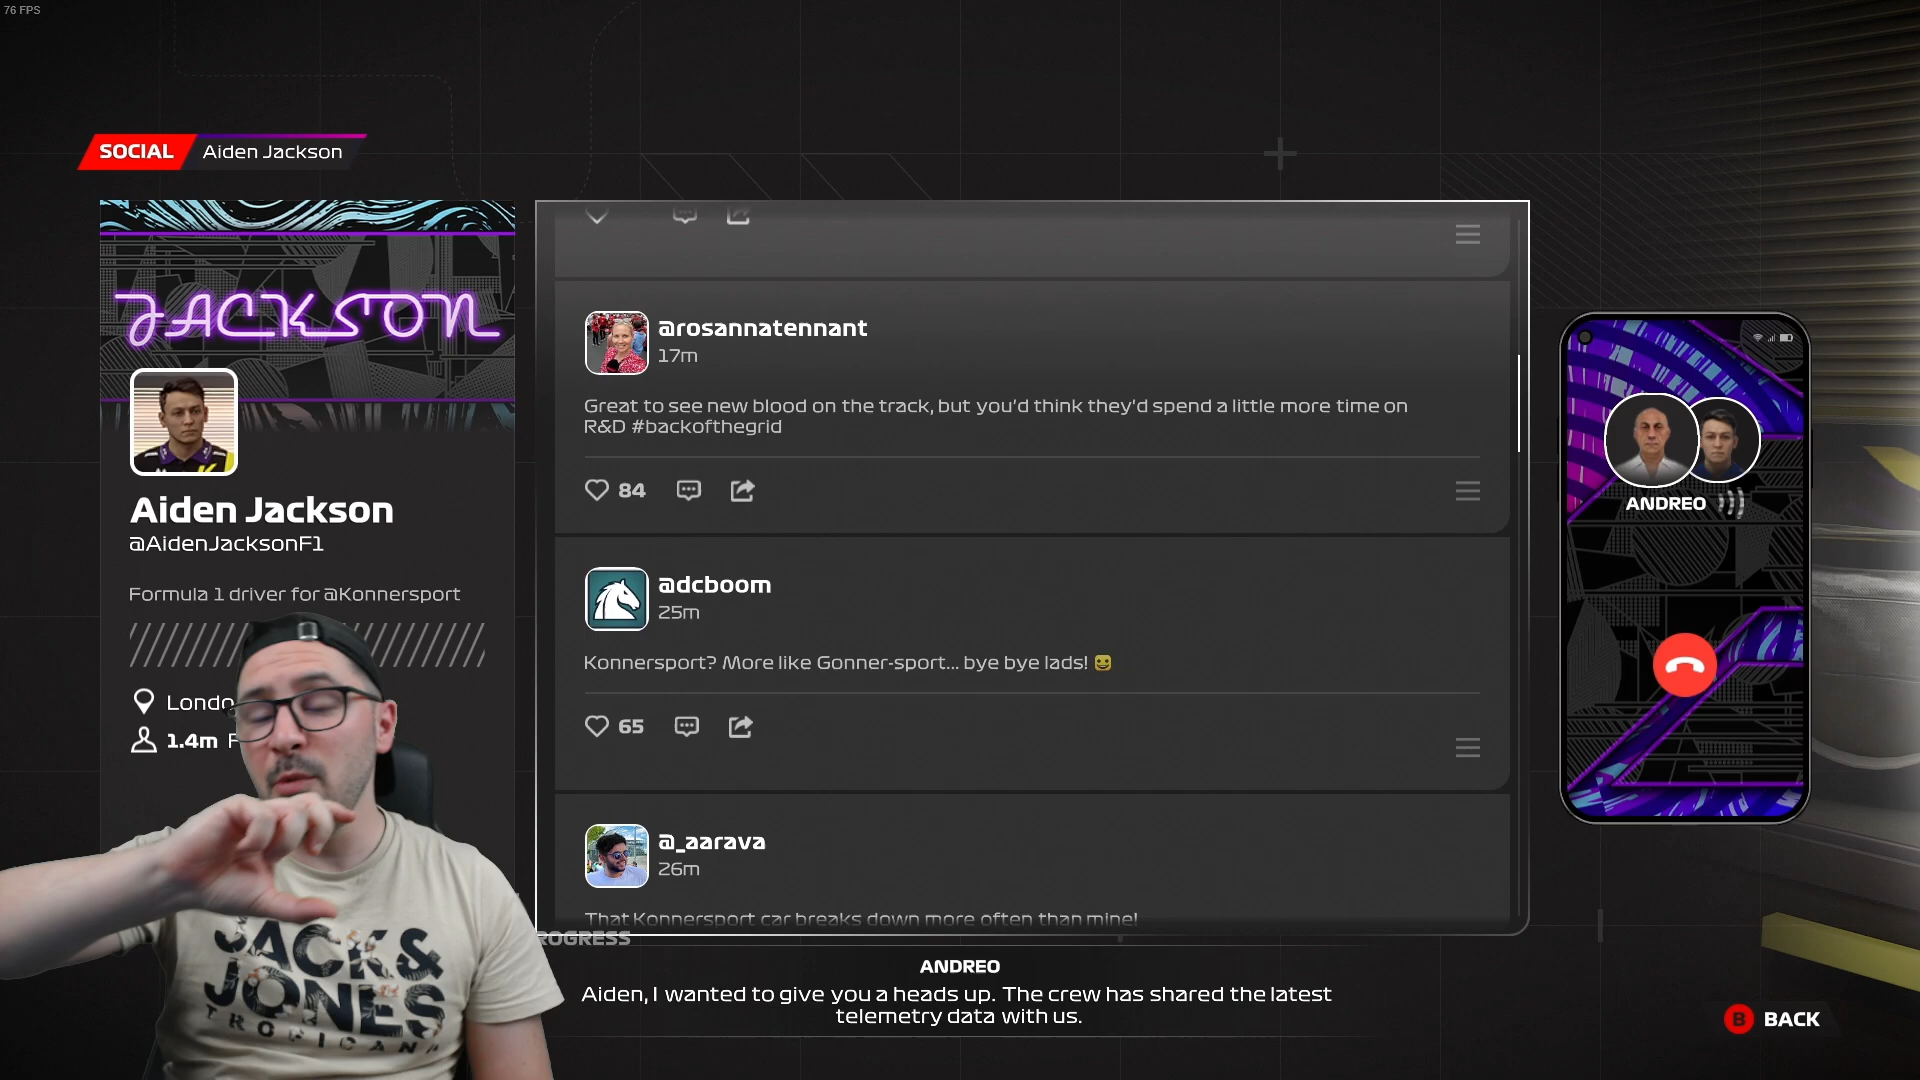 76 FPS
SOCIAL Aiden Jackson
JACKSON
Aiden Jackson
@AidenJacksonF1
Formula 1 driver for @Konnersport
Londo
1.4m F
@rosannatennant
17m
Great to see new blood on the track, but you'd think they'd spend a little more time on
R&D #backofthegrid
84
@dcboom
25m
Konnersport? More like Gonner-sport... bye bye lads! 😀
65
@_aarava
26m
That Konnersport car breaks down more often than mine!
ROGRESS
ANDREO
Aiden, I wanted to give you a heads up. The crew has shared the latest
telemetry data with us.
ANDREO
B BACK
JACK&
JONES
TROPICANA